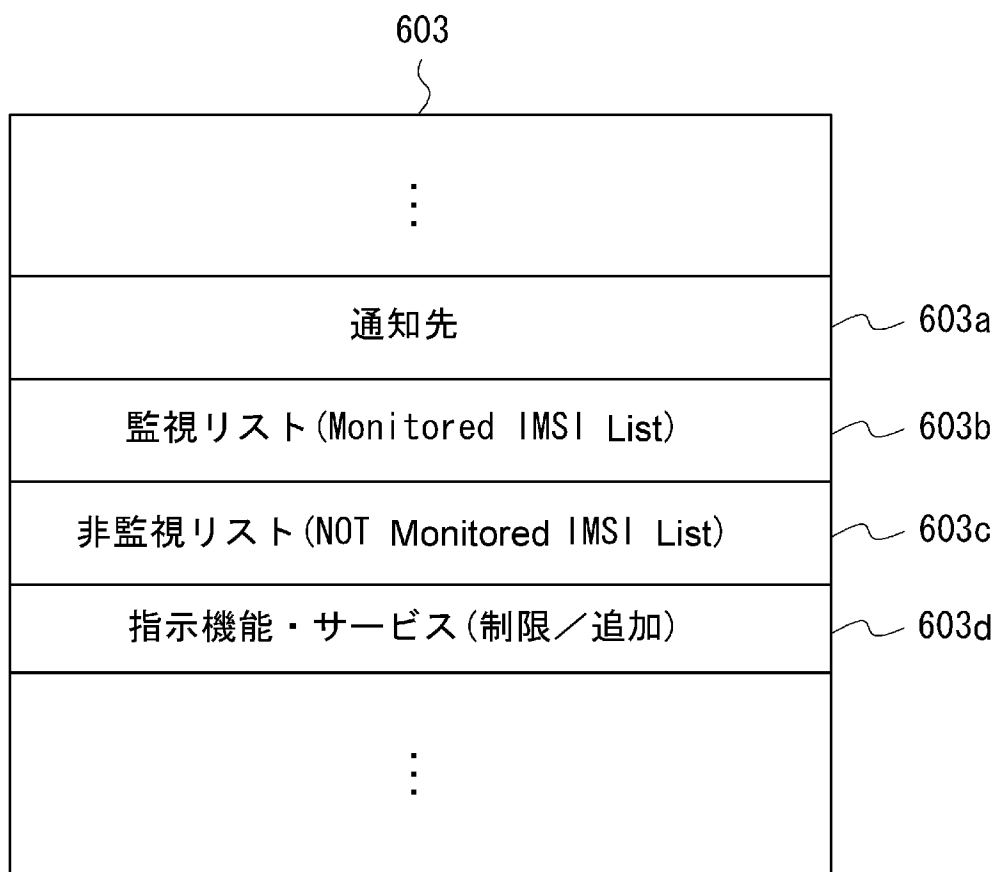 603
⋮
通知先
603a
監視リスト(Monitored IMSI List)
603b
非監視リスト(NOT Monitored IMSI List)
603c
指示機能・サービス(制限／追加)
603d
⋮